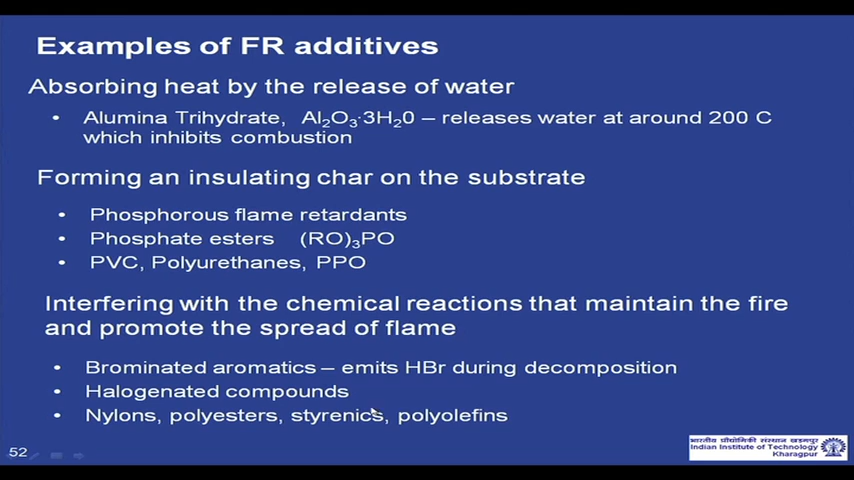 Examples of FR additives
Absorbing heat by the release of water
• Alumina Trihydrate, Al₂O₃·3H₂0 – releases water at around 200 C
which inhibits combustion
Forming an insulating char on the substrate
• Phosphorous flame retardants
• Phosphate esters (RO)₃PO
• PVC, Polyurethanes, PPO
Interfering with the chemical reactions that maintain the fire
and promote the spread of flame
• Brominated aromatics – emits HBr during decomposition
• Halogenated compounds
• Nylons, polyesters, styrenics, polyolefins
52
भारतीय प्रौद्योगिकी संस्थान खड़गपुर
Indian Institute of Technology
Kharagpur